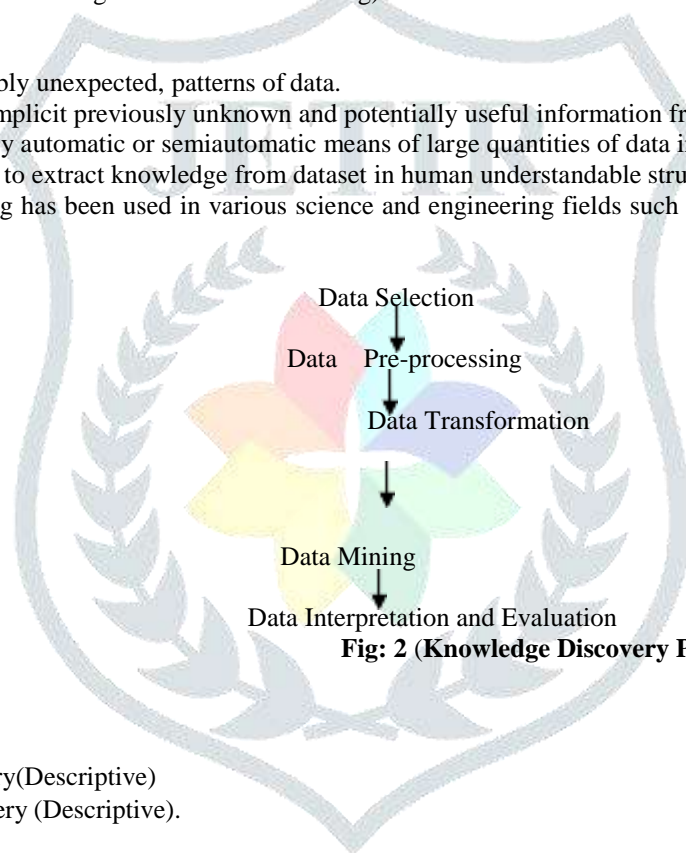 bly unexpected, patterns of data.
JETIR
mplicit previously unknown and potentially useful information fr
y automatic or semiautomatic means of large quantities of data i
to extract knowledge from dataset in human understandable stru
g has been used in various science and engineering fields such
Data Selection
Data Pre-processing
Data Transformation
Data Mining
Data Interpretation and Evaluation
Fig: 2 (Knowledge Discovery P
ry(Descriptive)
ery (Descriptive).